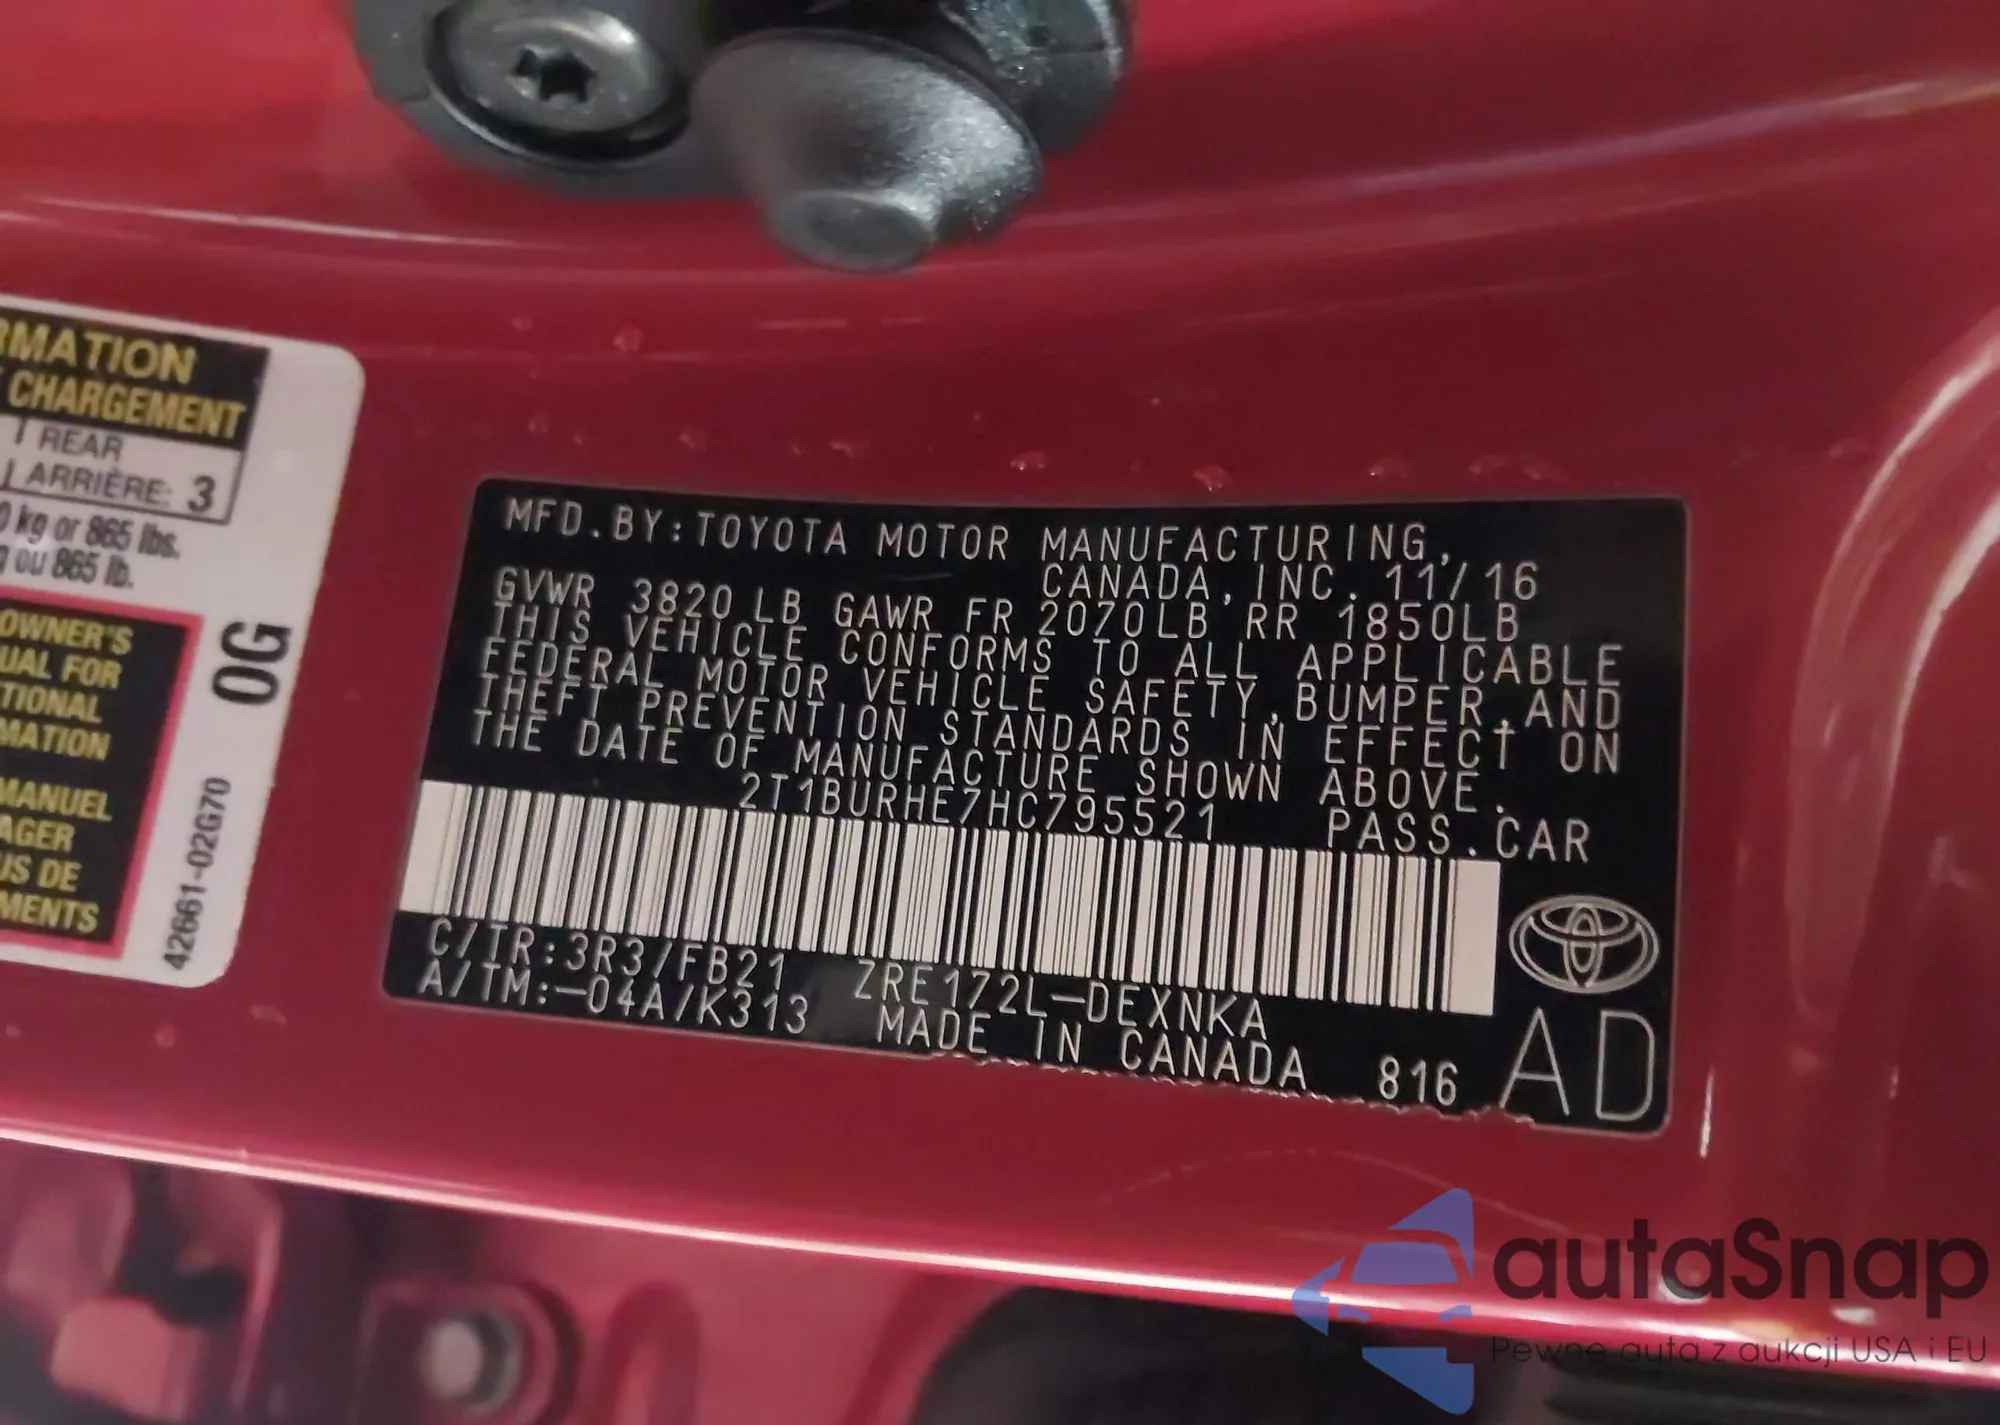 RMATION
CHARGEMENT
REAR
ARRIÈRE: 3
0 kg or 865 lbs.
g ou 865 lb.
OWNER'S
UAL FOR
TIONAL
MATION
MANUEL
AGER
US DE
MENTS
0G
42661-02G70
MFD.BY:TOYOTA MOTOR MANUFACTURING,
CANADA,INC. 11/16
GVWR 3820LB GAWR FR 2070LB RR 1850LB
THIS VEHICLE CONFORMS TO ALL APPLICABLE
FEDERAL MOTOR VEHICLE SAFETY,BUMPER,AND
THEFT PREVENTION STANDARDS IN EFFECT ON
THE DATE OF MANUFACTURE SHOWN ABOVE.
2T1BURHE7HC795521 PASS.CAR
C/TR:3R3/FB21 ZRE172L-DEXNKA
A/TM:-04A/K313 MADE IN CANADA 816
AD
autaSnap
Pewne auta z aukcji USA i EU